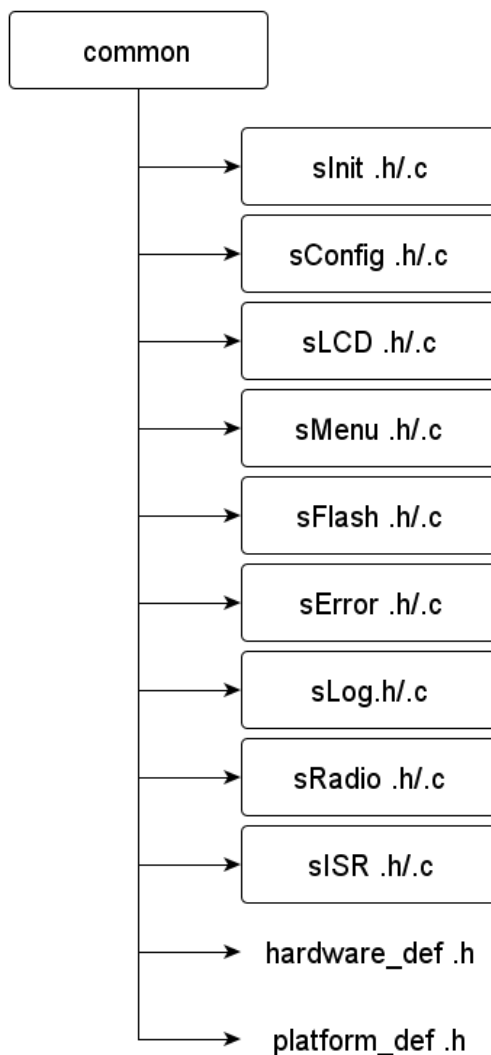 common
sInit .h/.c
sConfig .h/.c
sLCD .h/.c
sMenu .h/.c
sFlash .h/.c
sError .h/.c
sLog.h/.c
sRadio .h/.c
sISR .h/.c
hardware_def .h
platform_def .h